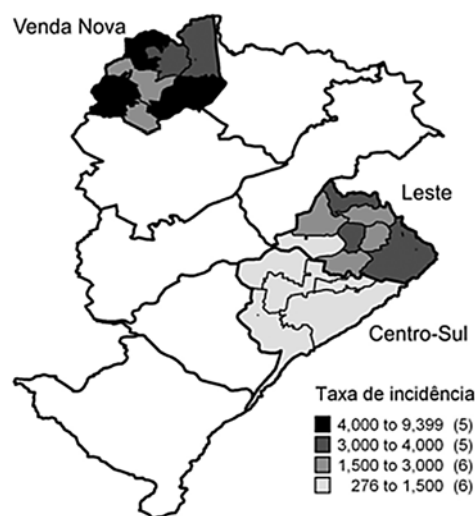 Venda Nova
Leste
Centro-Sul
Taxa de incidência
4,000 to 9,399 (5)
3,000 to 4,000 (5)
1,500 to 3,000 (6)
276 to 1,500 (6)